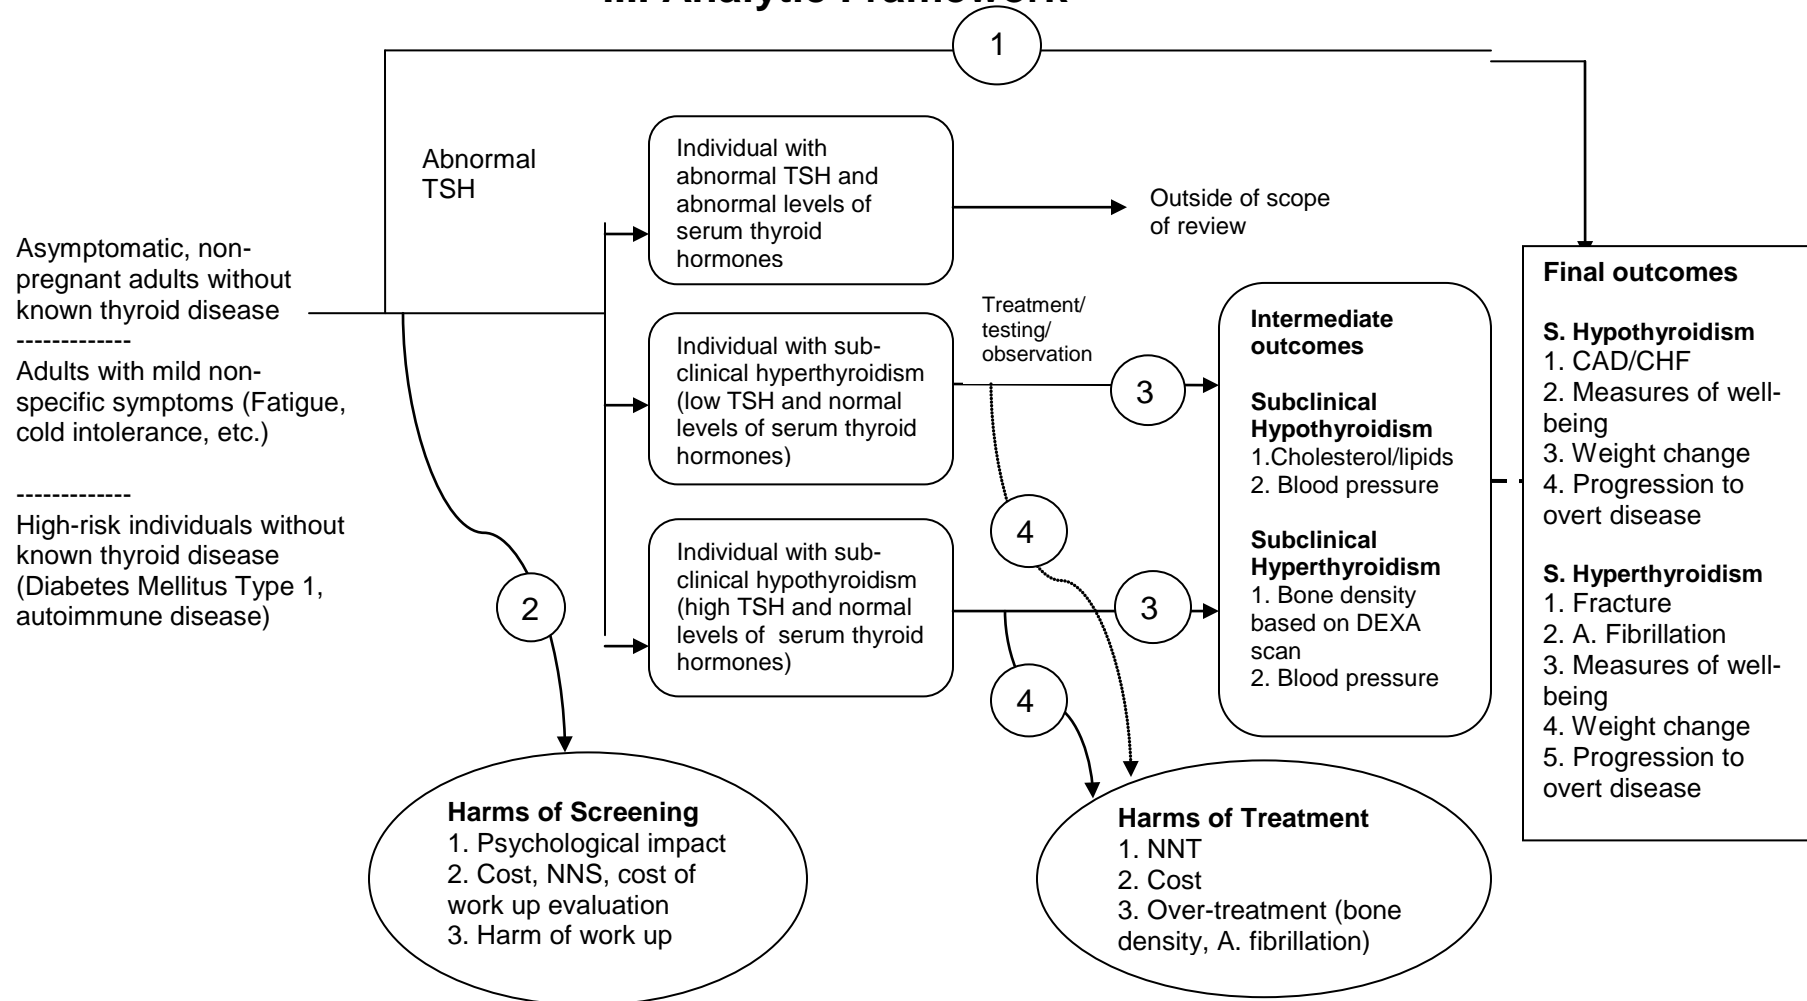 Analytic Framework
1
Abnormal
TSH
Individual with
abnormal TSH and
abnormal levels of
serum thyroid
hormones
Outside of scope
of review
Asymptomatic, non-
pregnant adults without
known thyroid disease
-------------
Adults with mild non-
specific symptoms (Fatigue,
cold intolerance, etc.)
-------------
High-risk individuals without
known thyroid disease
(Diabetes Mellitus Type 1,
autoimmune disease)
Individual with sub-
clinical hyperthyroidism
(low TSH and normal
levels of serum thyroid
hormones)
Treatment/
testing/
observation
3
4
Individual with sub-
clinical hypothyroidism
(high TSH and normal
levels of  serum thyroid
hormones)
3
4
2
Intermediate
outcomes
Subclinical
Hypothyroidism
1.Cholesterol/lipids
2. Blood pressure
Subclinical
Hyperthyroidism
1. Bone density
based on DEXA
scan
2. Blood pressure
Final outcomes
S. Hypothyroidism
1. CAD/CHF
2. Measures of well-
being
3. Weight change
4. Progression to
overt disease
S. Hyperthyroidism
1. Fracture
2. A. Fibrillation
3. Measures of well-
being
4. Weight change
5. Progression to
overt disease
Harms of Screening
1. Psychological impact
2. Cost, NNS, cost of
work up evaluation
3. Harm of work up
Harms of Treatment
1. NNT
2. Cost
3. Over-treatment (bone
density, A. fibrillation)